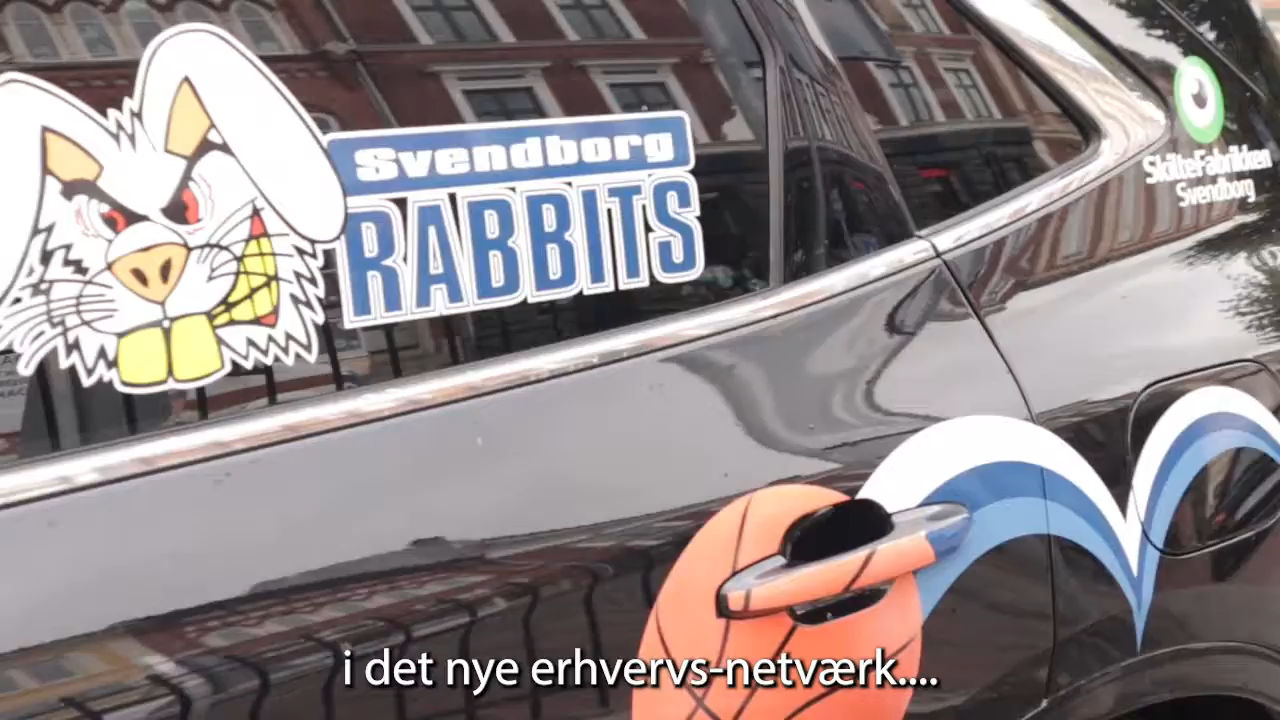 Svendborg
RABBITS
SkilteFabrikken
Svendborg
i det nye erhvervs-netværk....